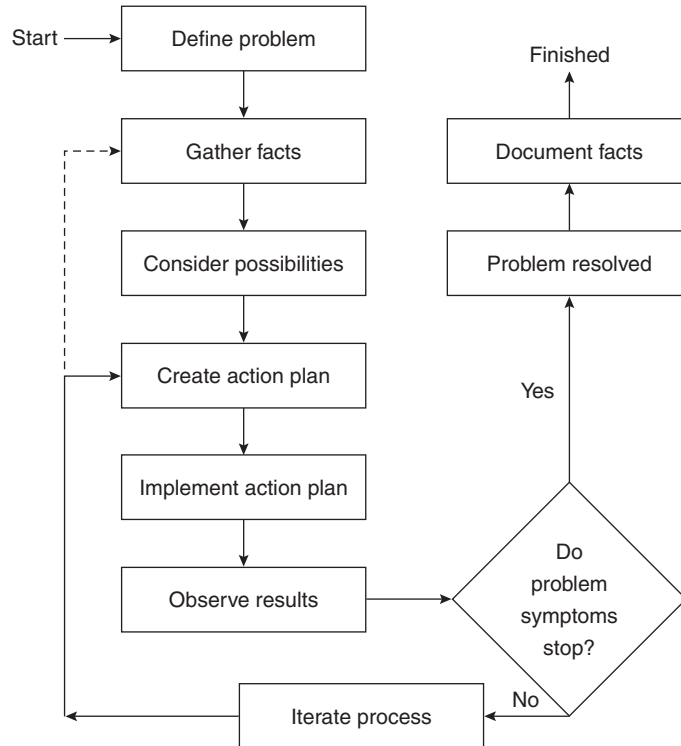 Start
Define problem
Gather facts
Consider possibilities
Create action plan
Implement action plan
Observe results
Do
problem
symptoms
stop?
No
Iterate process
Yes
Problem resolved
Document facts
Finished